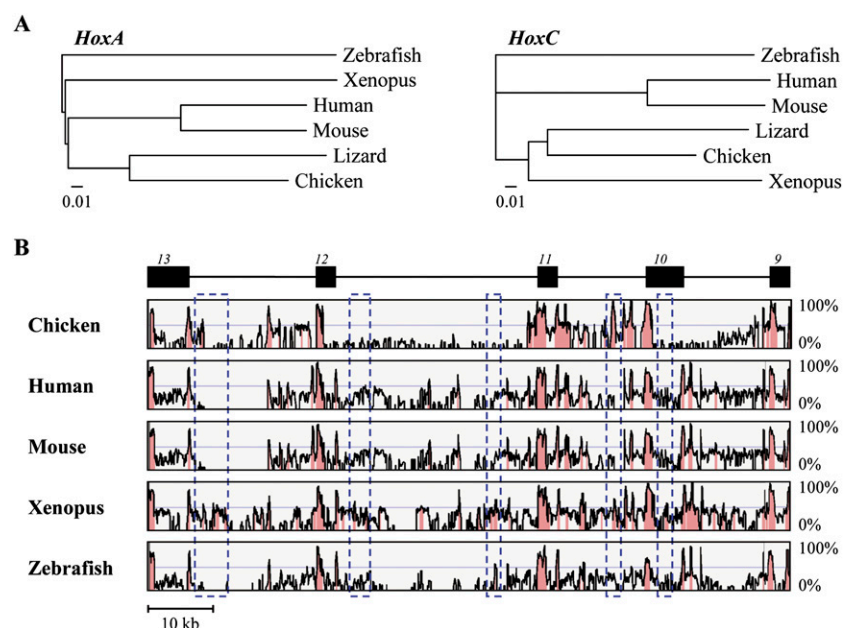 A
HoxA
Zebrafish
Xenopus
Human
Mouse
Lizard
Chicken
0.01
HoxC
Zebrafish
Human
Mouse
Lizard
Chicken
Xenopus
0.01
B
13 12 11 10 9
Chicken 100%
0%
Human 100%
0%
Mouse 100%
0%
Xenopus 100%
0%
Zebrafish 100%
0%
10 kb